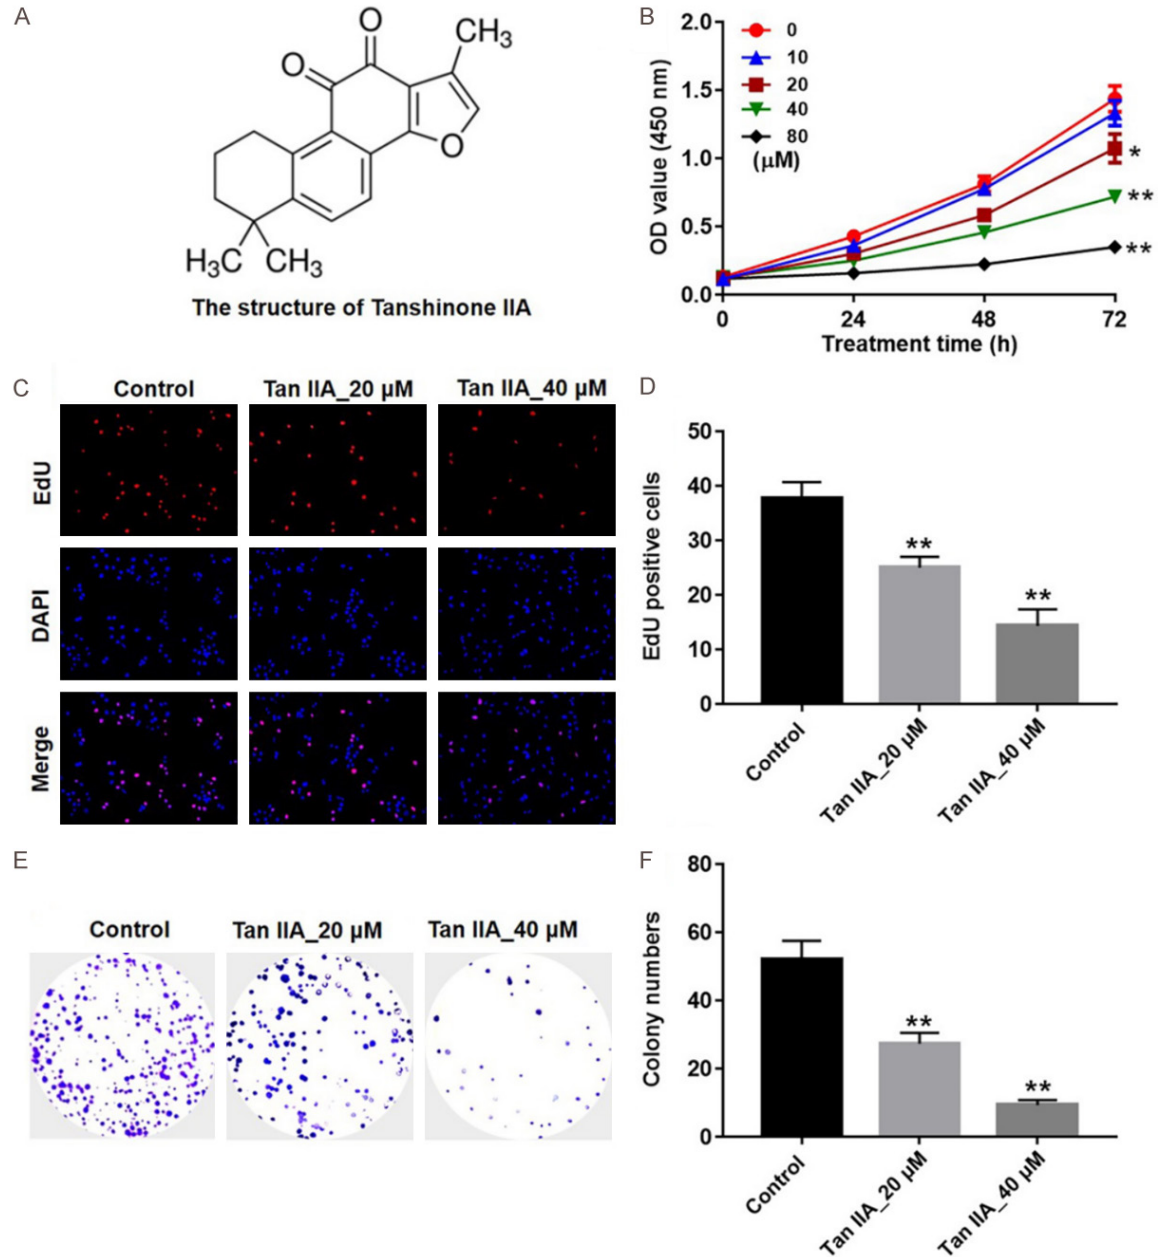 A
O
O
CH₃
O
H₃C CH₃
The structure of Tanshinone IIA
B
2.0
1.5
1.0
0.5
0.0
OD value (450 nm)
0
10
20
40
80
(μM)
*
**
**
0 24 48 72
Treatment time (h)
C
Control Tan IIA_20 μM Tan IIA_40 μM
EdU
DAPI
Merge
D
50
40
30
20
10
0
EdU positive cells
**
**
Control
Tan IIA_20 μM
Tan IIA_40 μM
E
Control Tan IIA_20 μM Tan IIA_40 μM
F
80
60
40
20
0
Colony numbers
**
**
Control
Tan IIA_20 μM
Tan IIA_40 μM